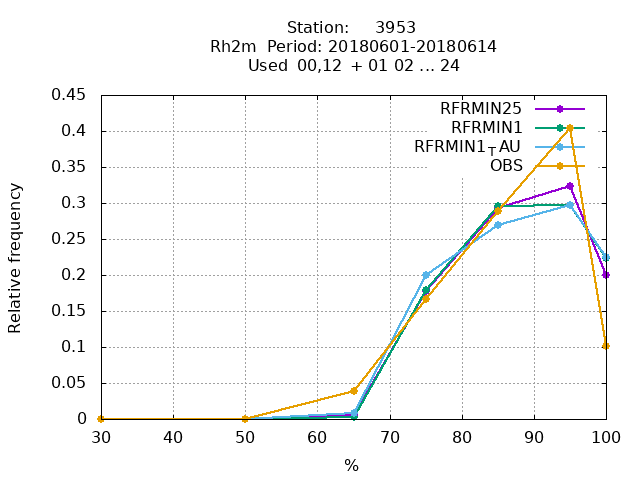 Station: 3953
Rh2m Period: 20180601-20180614
Used 00,12 + 01 02 ... 24
Relative frequency
0.45
0.4
0.35
0.3
0.25
0.2
0.15
0.1
0.05
0
RFRMIN25
RFRMIN1
RFRMIN1TAU
OBS
30 40 50 60 70 80 90 100
%